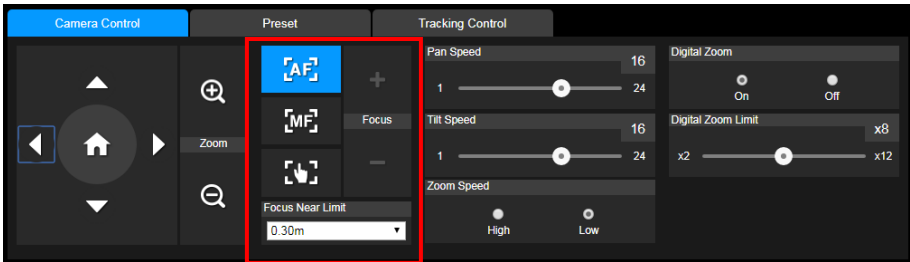 Camera Control
Preset
Tracking Control
Zoom
AF
MF
Focus
Focus Near Limit
0.30m
Pan Speed
16
1
24
Tilt Speed
16
1
24
Zoom Speed
High
Low
Digital Zoom
On
Off
Digital Zoom Limit
x8
x2
x12